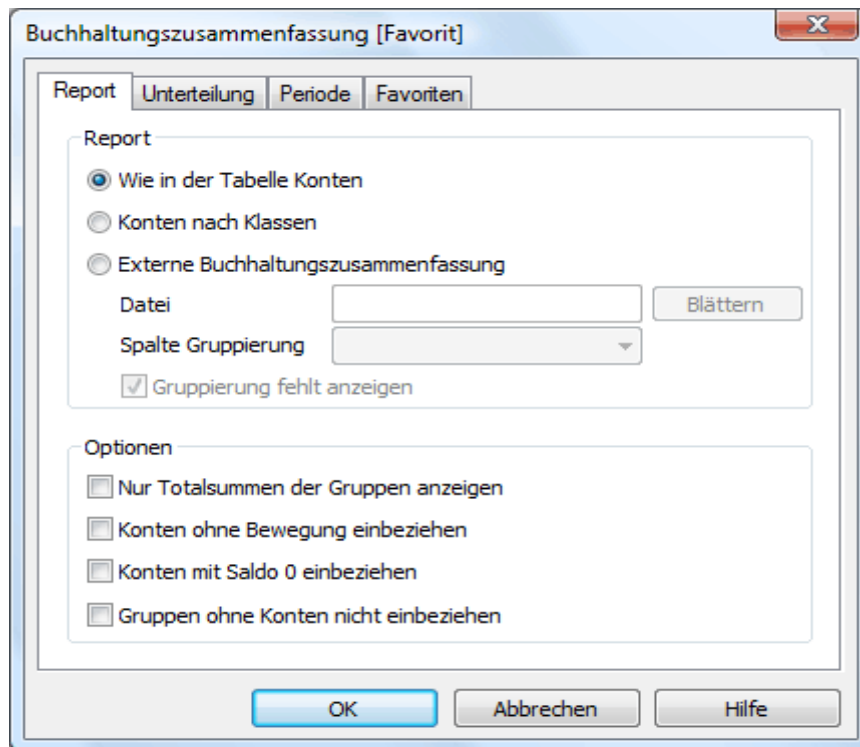 Buchhaltungszusammenfassung [Favorit]
Report Unterteilung Periode Favoriten
Report
Wie in der Tabelle Konten
Konten nach Klassen
Externe Buchhaltungszusammenfassung
Datei Blättern
Spalte Gruppierung
Gruppierung fehlt anzeigen
Optionen
Nur Totalsummen der Gruppen anzeigen
Konten ohne Bewegung einbeziehen
Konten mit Saldo 0 einbeziehen
Gruppen ohne Konten nicht einbeziehen
OK Abbrechen Hilfe